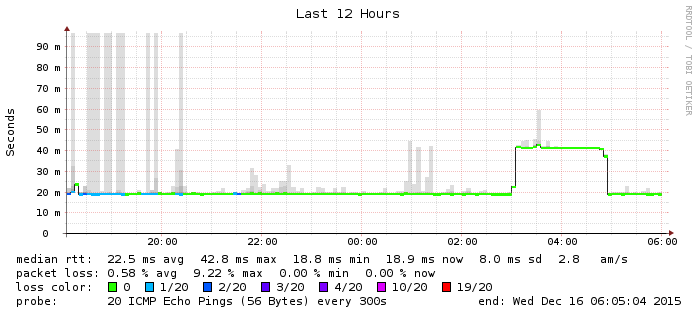 Last 12 Hours
RRDTOOL / TOBI OETIKER
Seconds
90 m
80 m
70 m
60 m
50 m
40 m
30 m
20 m
10 m
0
20:00 22:00 00:00 02:00 04:00 06:00
median rtt: 22.5 ms avg 42.8 ms max 18.8 ms min 18.9 ms now 8.0 ms sd 2.8 am/s
packet loss: 0.58 % avg 9.22 % max 0.00 % min 0.00 % now
loss color: 0 1/20 2/20 3/20 4/20 10/20 19/20
probe: 20 ICMP Echo Pings (56 Bytes) every 300s end: Wed Dec 16 06:05:04 2015